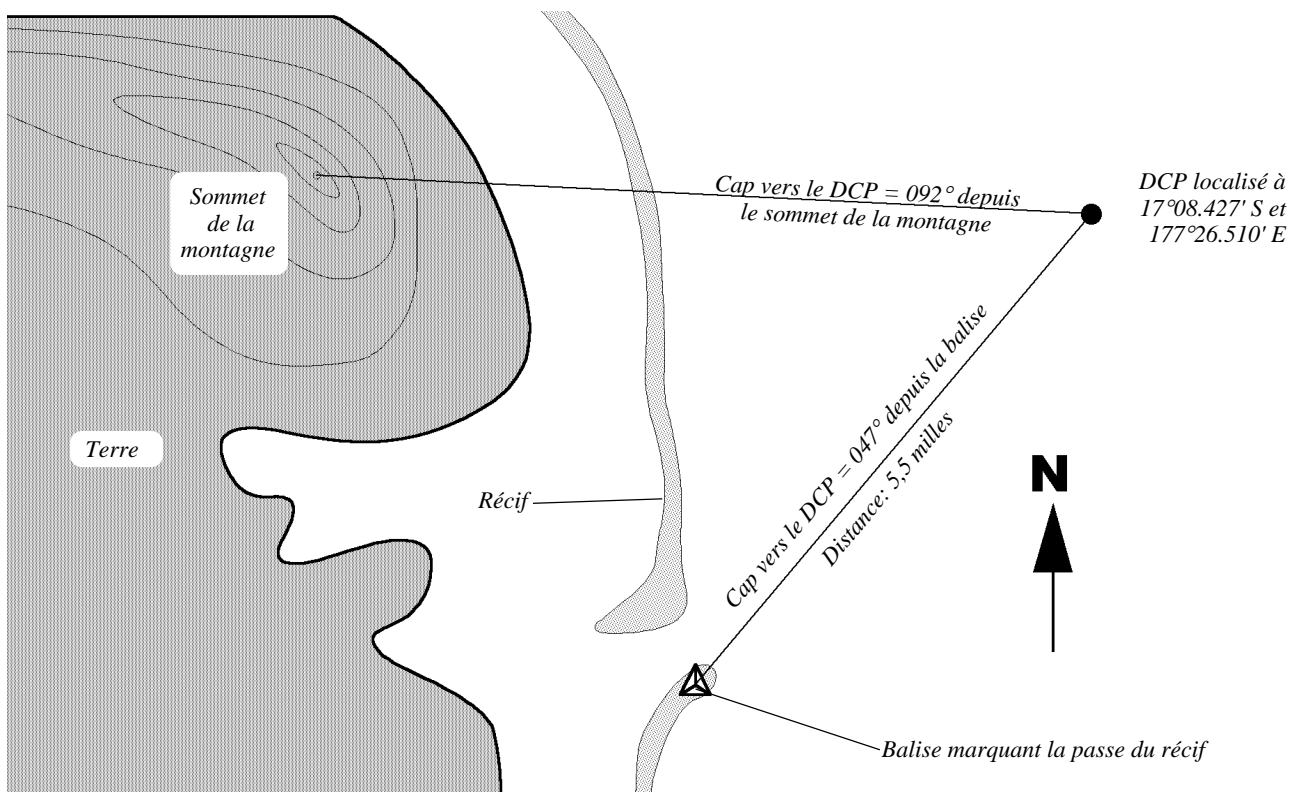 Sommet
de la
montagne
Cap vers le DCP = 092° depuis
le sommet de la montagne
DCP localisé à
17°08.427' S et
177°26.510' E
Terre
Récif
Cap vers le DCP = 047° depuis la balise
Distance: 5,5 milles
N
Balise marquant la passe du récif